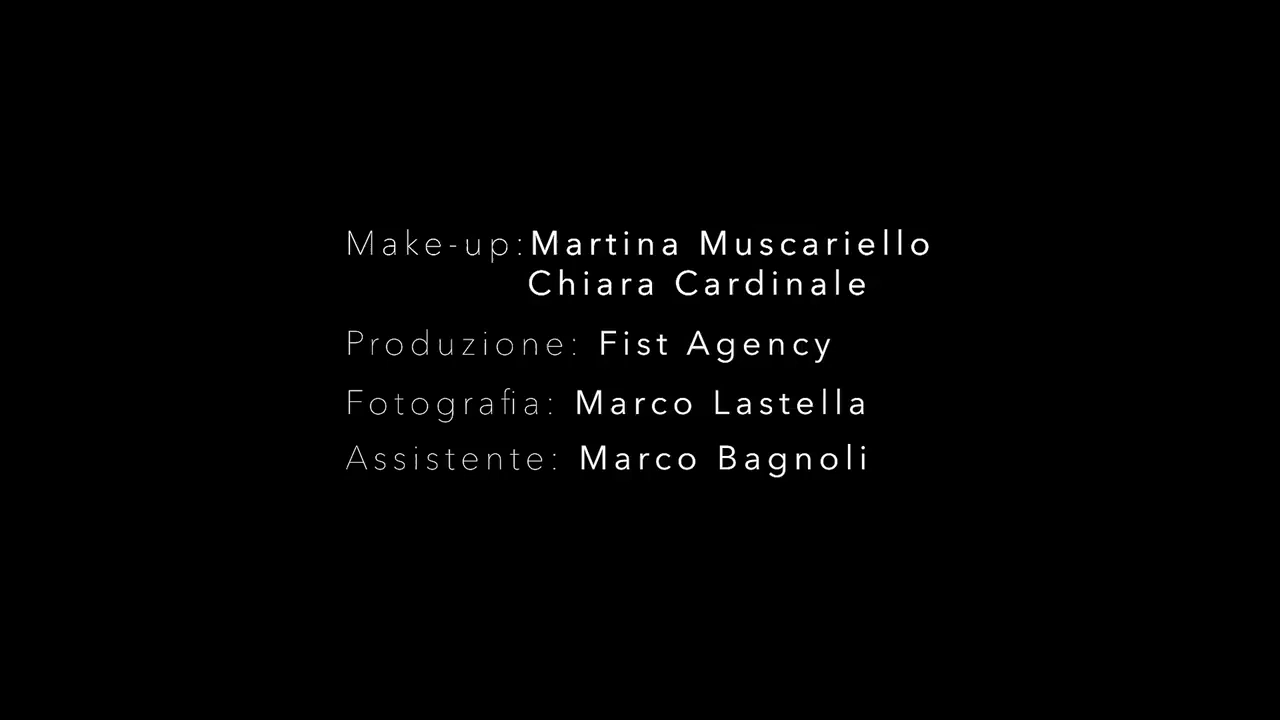 Make-up: Martina Muscariello
Chiara Cardinale
Produzione: Fist Agency
Fotografia: Marco Lastella
Assistente: Marco Bagnoli